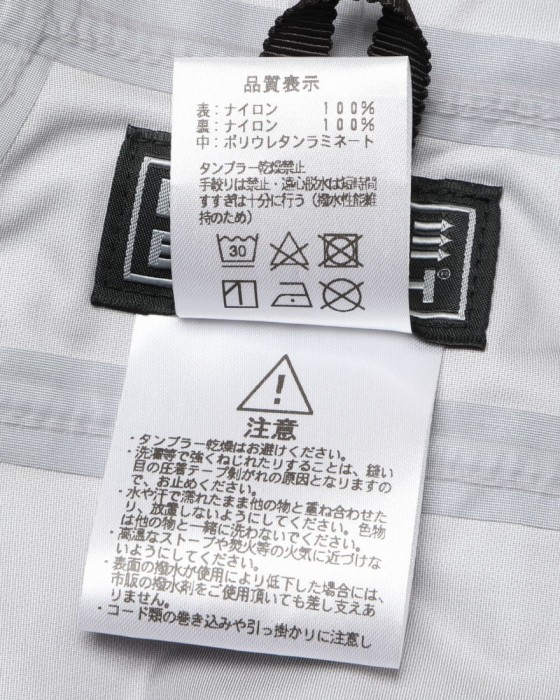 品質表示
表：ナイロン 100%
裏：ナイロン 100%
中：ポリウレタンラミネート
タンブラー乾燥禁止
手絞りは禁止・遠心脱水は短時間
すすぎは十分に行う（撥水性能維
持のため）
30
注意
・タンブラー乾燥はお避けください。
・洗濯等で強くねじれたりすることは、縫い
目の圧着テープ剝がれの原因となりますの
で、お止めください。
・水や汗で濡れたまま他の物と重ね合わせた
り、放置しないようにしてください。色物
は他の物と一緒に洗わないでください。
・高温なストーブや焚火等の火気に近づけな
いようにしてください。
・表面の撥水が使用により低下した場合には、
市販の撥水剤をご使用頂いても差し支えあ
りません。
・コード類の巻き込みや引っ掛かりに注意し